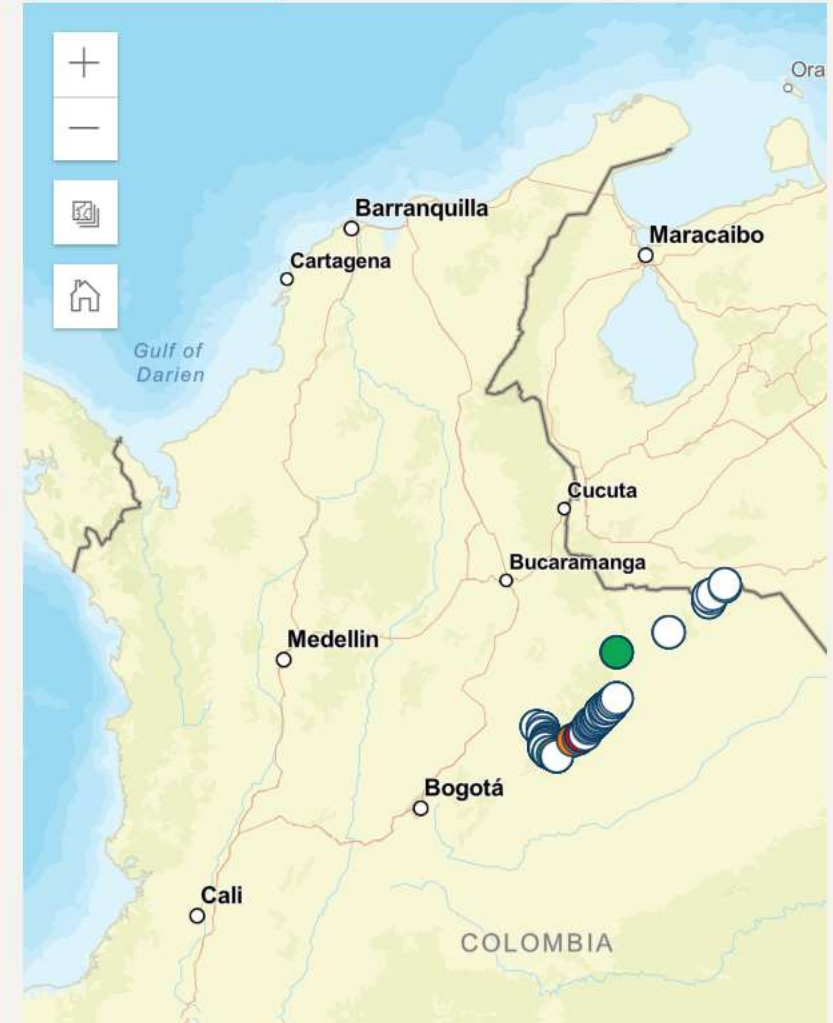 Ora
Barranquilla
Maracaibo
Cartagena
Gulf of
Darien
Cucuta
Bucaramanga
Medellin
Bogotá
Cali
COLOMBIA